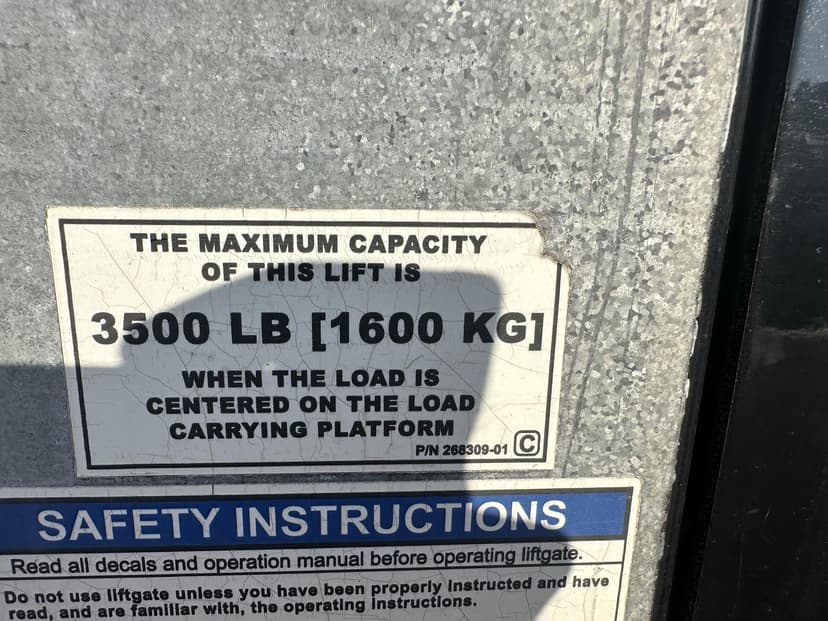 THE MAXIMUM CAPACITY
OF THIS LIFT IS
3500 LB [1600 KG]
WHEN THE LOAD IS
CENTERED ON THE LOAD
CARRYING PLATFORM
P/N 268309-01 C
SAFETY INSTRUCTIONS
Read all decals and operation manual before operating liftgate.
Do not use liftgate unless you have been properly instructed and have
read, and are familiar with, the operating instructions.